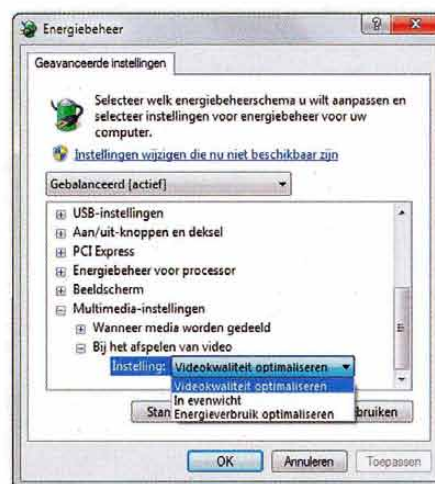 Energiebeheer
Geavanceerde instellingen
Selecteer welk energiebeheerschema u wilt aanpassen en
selecteer instellingen voor energiebeheer voor uw
computer.
Instellingen wijzigen die nu niet beschikbaar zijn
Gebalanceerd [actief]
USB-instellingen
Aan/uit-knoppen en deksel
PCI Express
Energiebeheer voor processor
Beeldscherm
Multimedia-instellingen
Wanneer media worden gedeeld
Bij het afspelen van video
Instelling: Videokwaliteit optimaliseren
Videokwaliteit optimaliseren
In evenwicht
Energieverbruik optimaliseren
Stan
bruiken
OK Annuleren Toepassen